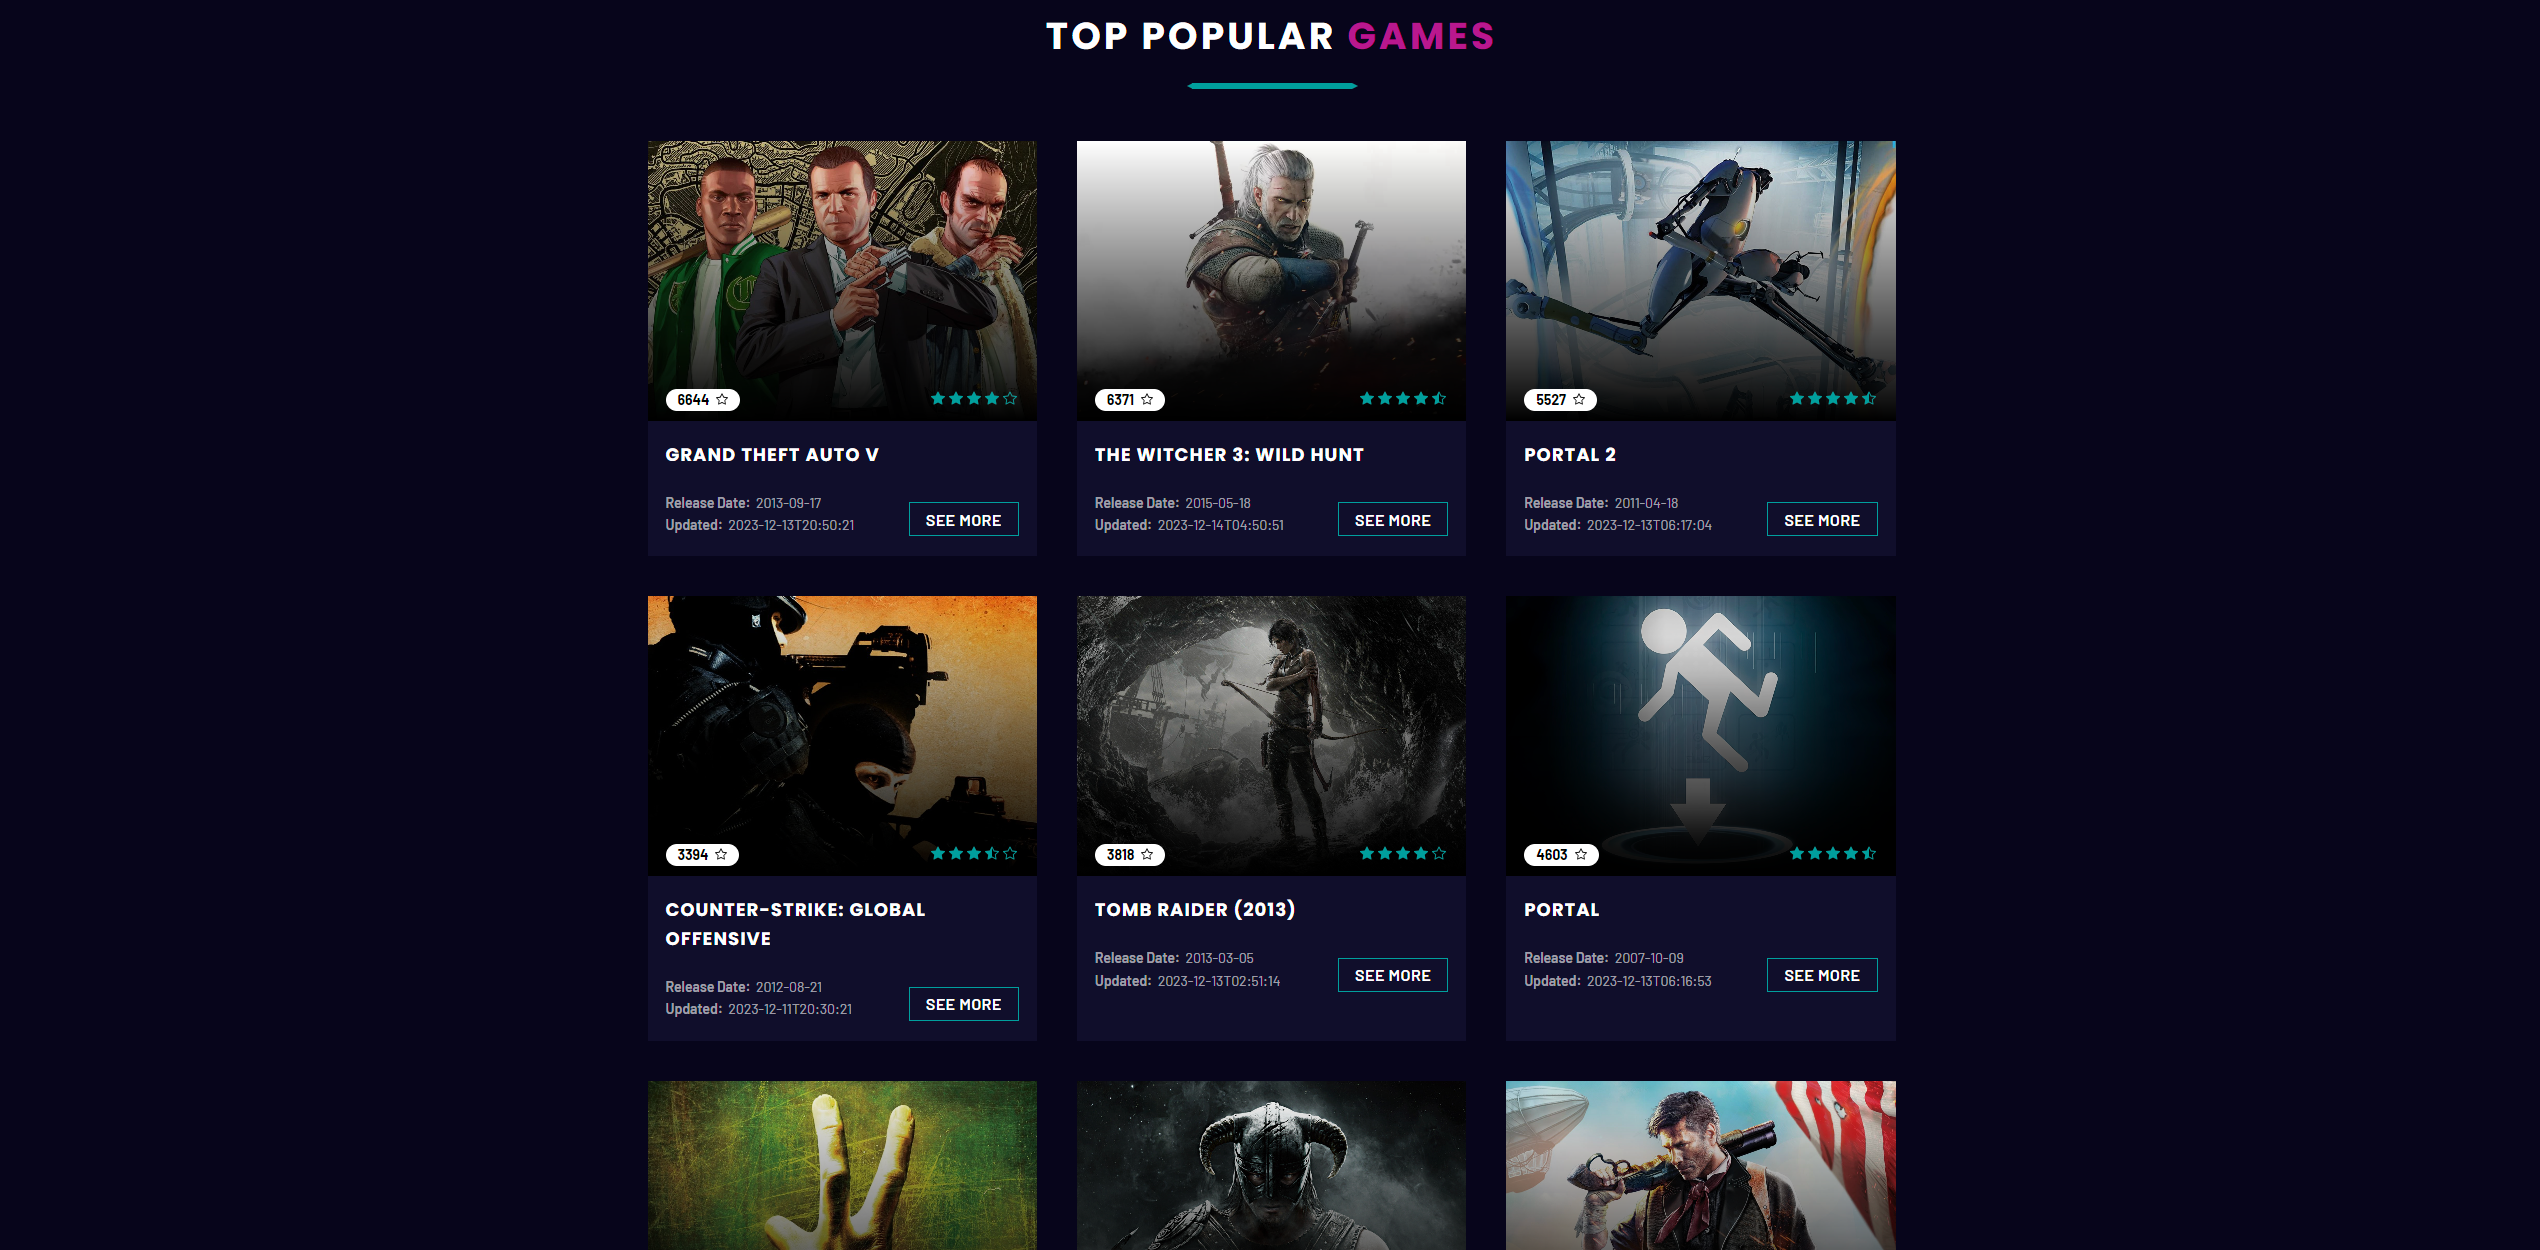 TOP POPULAR GAMES
6644
GRAND THEFT AUTO V
Release Date: 2013-09-17
Updated: 2023-12-13T20:50:21
SEE MORE
6371
THE WITCHER 3: WILD HUNT
Release Date: 2015-05-18
Updated: 2023-12-14T04:50:51
SEE MORE
5527
PORTAL 2
Release Date: 2011-04-18
Updated: 2023-12-13T06:17:04
SEE MORE
3394
COUNTER-STRIKE: GLOBAL
OFFENSIVE
Release Date: 2012-08-21
Updated: 2023-12-11T20:30:21
SEE MORE
3818
TOMB RAIDER (2013)
Release Date: 2013-03-05
Updated: 2023-12-13T02:51:14
SEE MORE
4603
PORTAL
Release Date: 2007-10-09
Updated: 2023-12-13T06:16:53
SEE MORE